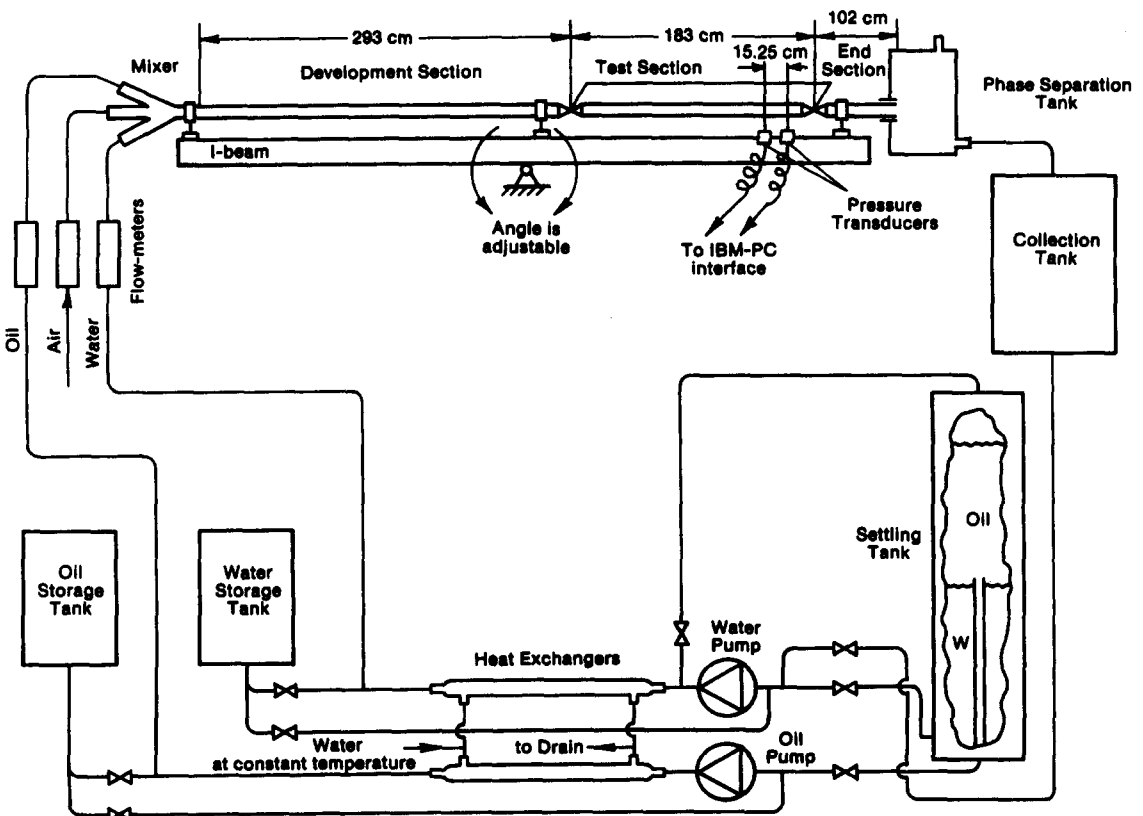 102 cm
293 cm
183 cm
15.25 cm
End
Section
Mixer
Development Section
Test Section
Phase Separation
Tank
I-beam
Flow-meters
Angle is
adjustable
Pressure
Transducers
To IBM-PC
interface
Collection
Tank
Oil
Air
Water
Oil
Storage
Tank
Water
Storage
Tank
Settling
Tank
Oil
W
Heat Exchangers
Water
Pump
Water
at constant temperature
to Drain
Oil
Pump